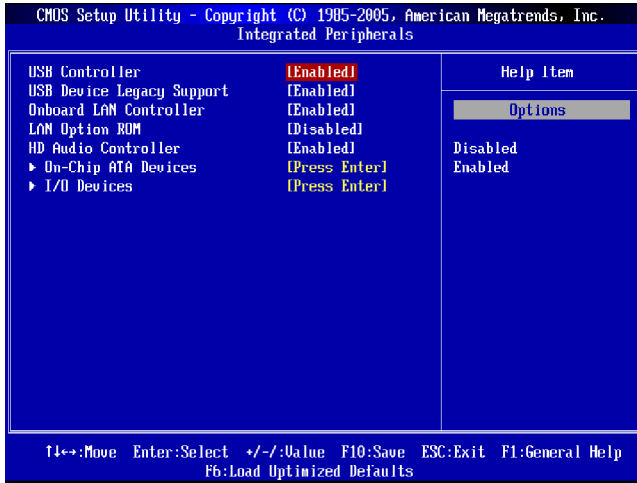 CMOS Setup Utility - Copyright (C) 1985-2005, American Megatrends, Inc.
Integrated Peripherals
USB Controller [Enabled]
USB Device Legacy Support [Enabled]
Onboard LAN Controller [Enabled]
LAN Option ROM [Disabled]
HD Audio Controller [Enabled]
▶ On-Chip ATA Devices [Press Enter]
▶ I/O Devices [Press Enter]
Help Item
Options
Disabled
Enabled
↑↓←→:Move Enter:Select +/-/:Value F10:Save ESC:Exit F1:General Help
F6:Load Optimized Defaults